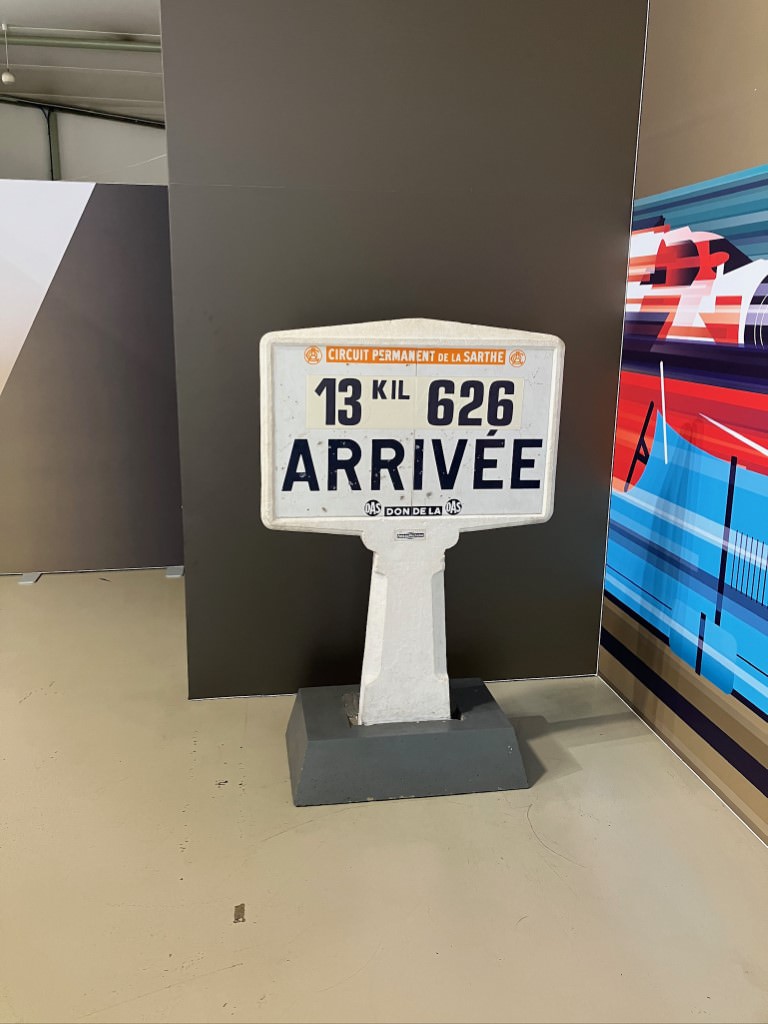 CIRCUIT PERMANENT DE LA SARTHE
13 KIL 626
ARRIVÉE
DAS DON DE LA DAS